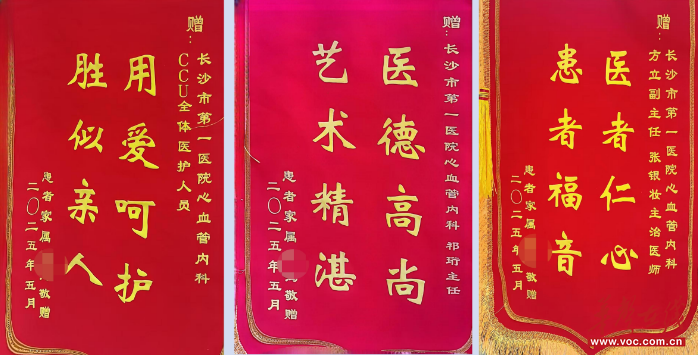 赠：
长沙市第一医院心血管内科
CCU全体医护人员
用爱呵护
胜似亲人
患者家属 敬赠
二〇二五年五月
赠：
长沙市第一医院心血管内科 祁珩主任
医德高尚
艺术精湛
患者家属 敬赠
二〇二五年五月
赠：
长沙市第一医院心血管内科
方立副主任 张银妆主治医师
医者仁心
患者福音
患者家属 敬赠
二〇二五年五月
www.voc.com.cn